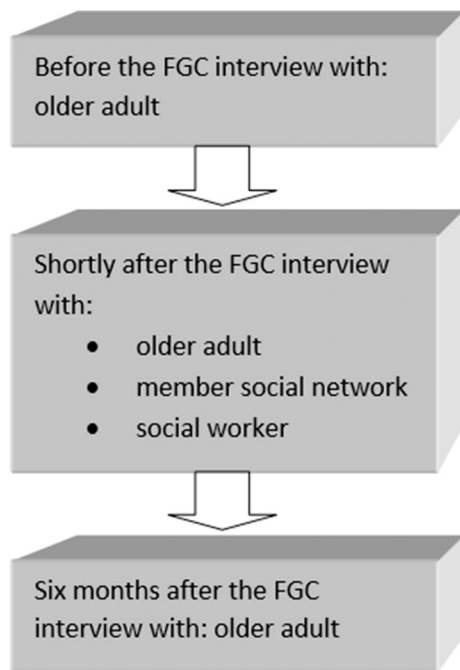 Before the FGC interview with:
older adult
Shortly after the FGC interview
with:
• older adult
• member social network
• social worker
Six months after the FGC
interview with: older adult